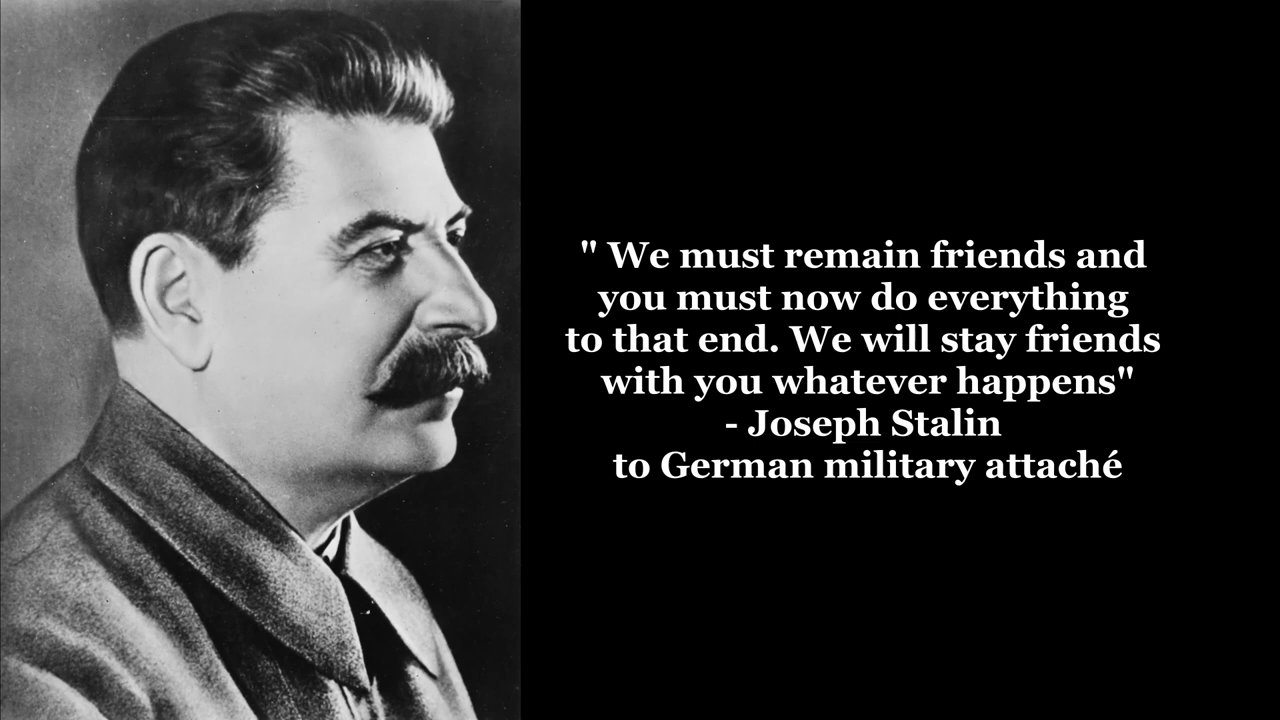 " We must remain friends and
you must now do everything
to that end. We will stay friends
with you whatever happens"
- Joseph Stalin
to German military attaché